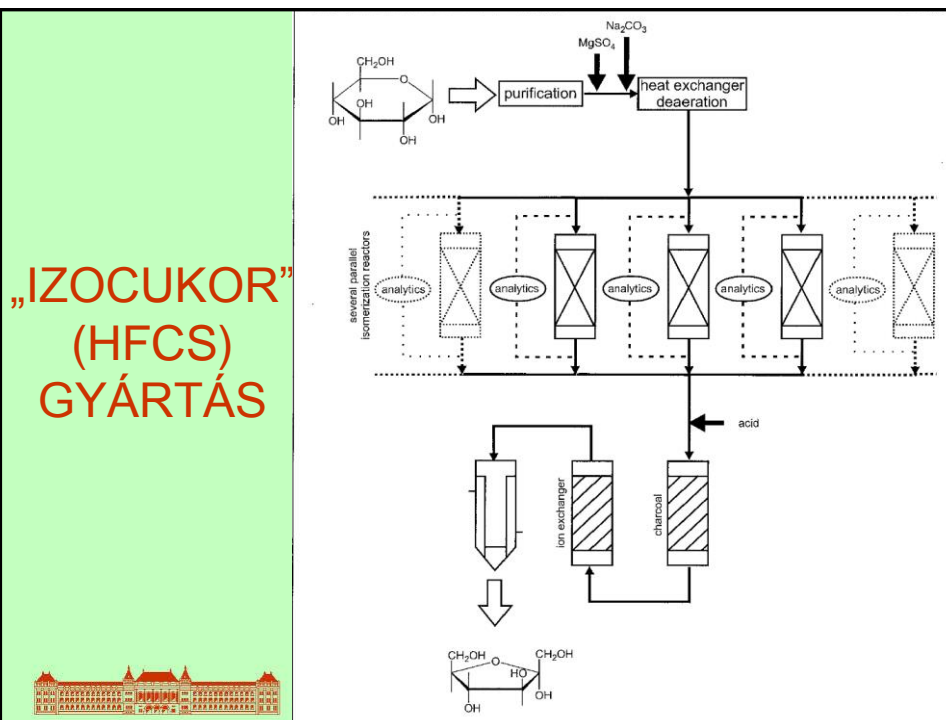 „IZOCUKOR”
(HFCS)
GYÁRTÁS
Na₂CO₃
MgSO₄
CH₂OH
O
OH
OH
OH
OH
purification
heat exchanger
deaeration
several parallel
isomerization reactors
analytics
analytics
analytics
analytics
analytics
acid
ion exchanger
charcoal
CH₂OH
O
CH₂OH
HO
OH
OH